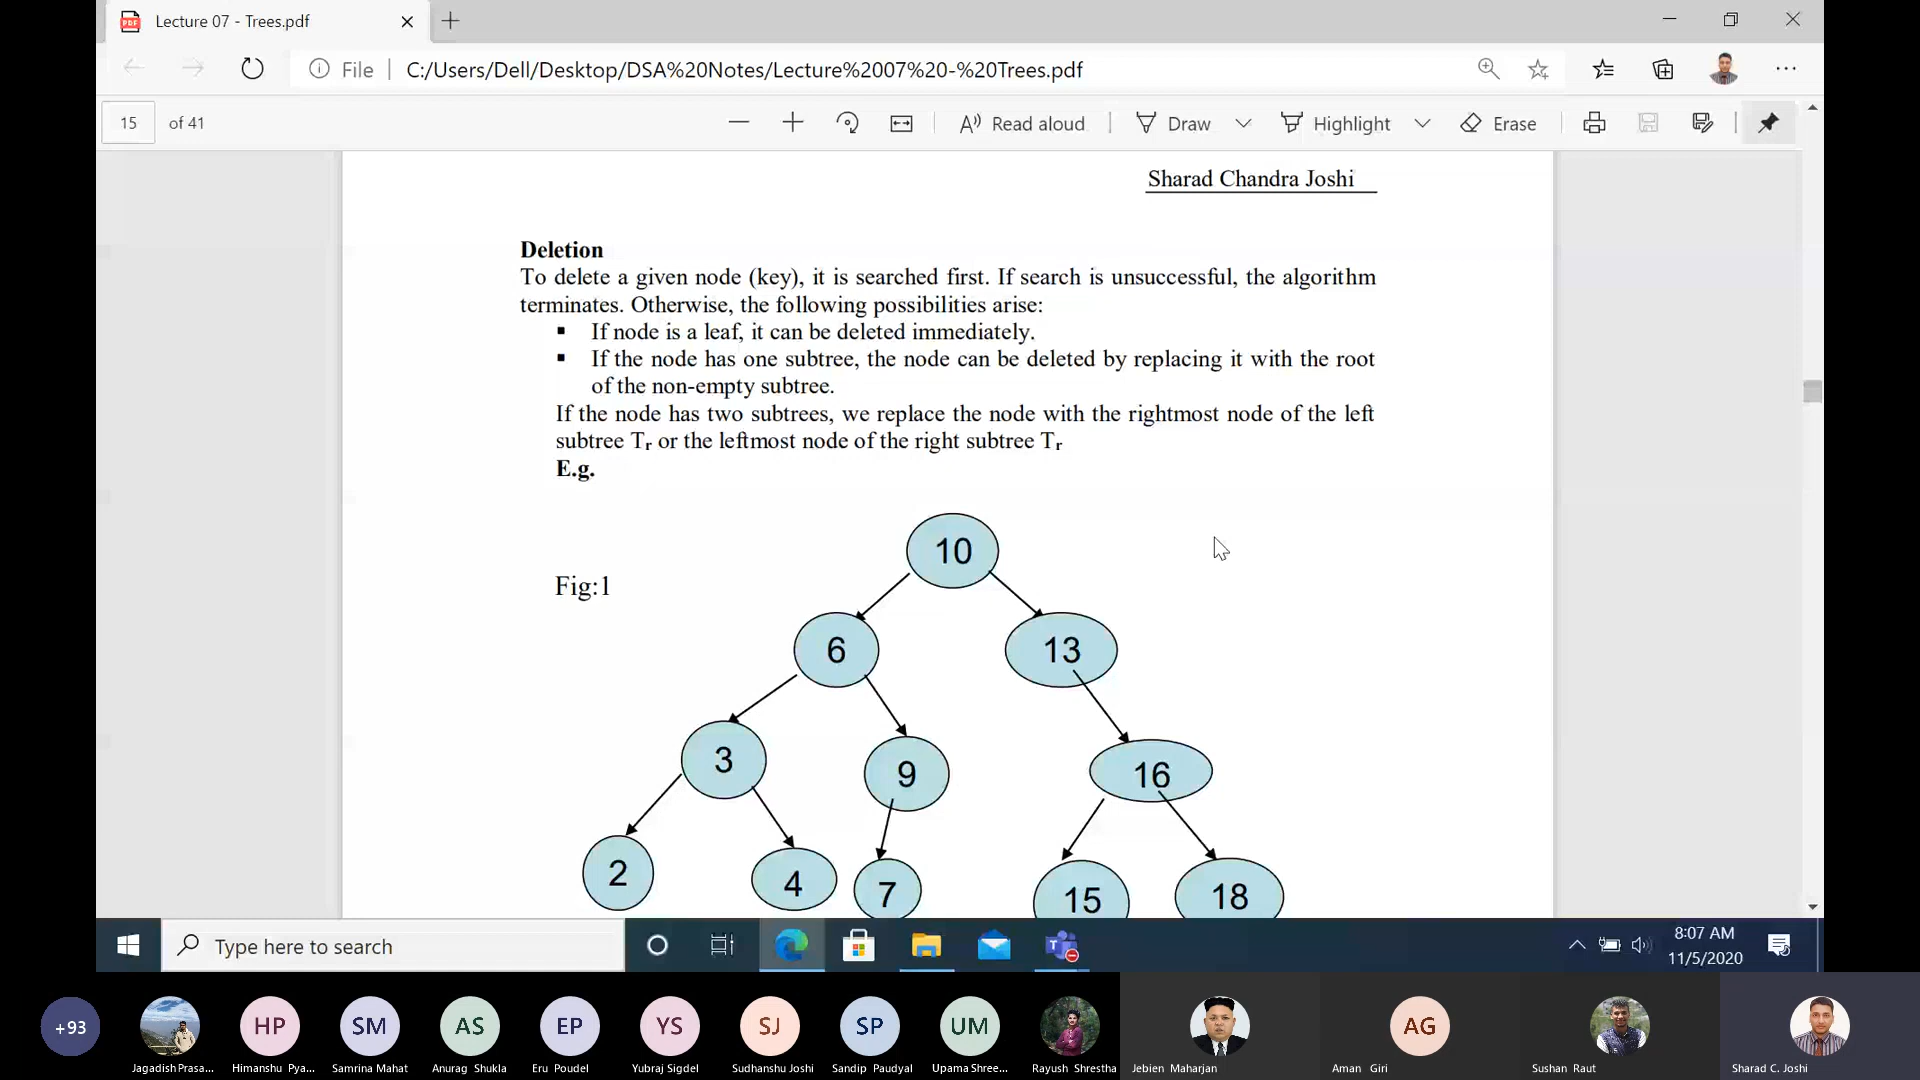 Lecture 07 - Trees.pdf
File
C:/Users/Dell/Desktop/DSA%20Notes/Lecture%2007%20-%20Trees.pdf
15 of 41
Read aloud
Draw
Highlight
Erase
Sharad Chandra Joshi
Deletion
To delete a given node (key), it is searched first. If search is unsuccessful, the algorithm
terminates. Otherwise, the following possibilities arise:
▪ If node is a leaf, it can be deleted immediately.
▪ If the node has one subtree, the node can be deleted by replacing it with the root
of the non-empty subtree.
If the node has two subtrees, we replace the node with the rightmost node of the left
subtree Tr or the leftmost node of the right subtree Tr
E.g.
10
Fig:1
6
13
3
9
16
2
4
7
15
18
Type here to search
8:07 AM
11/5/2020
+93
HP
SM
AS
EP
YS
SJ
SP
UM
AG
Jagadish Prasa...
Himanshu Pya...
Samrina Mahat
Anurag Shukla
Eru Poudel
Yubraj Sigdel
Sudhanshu Joshi
Sandip Paudyal
Upama Shree...
Rayush Shrestha
Jebien Maharjan
Aman Giri
Sushan Raut
Sharad C. Joshi